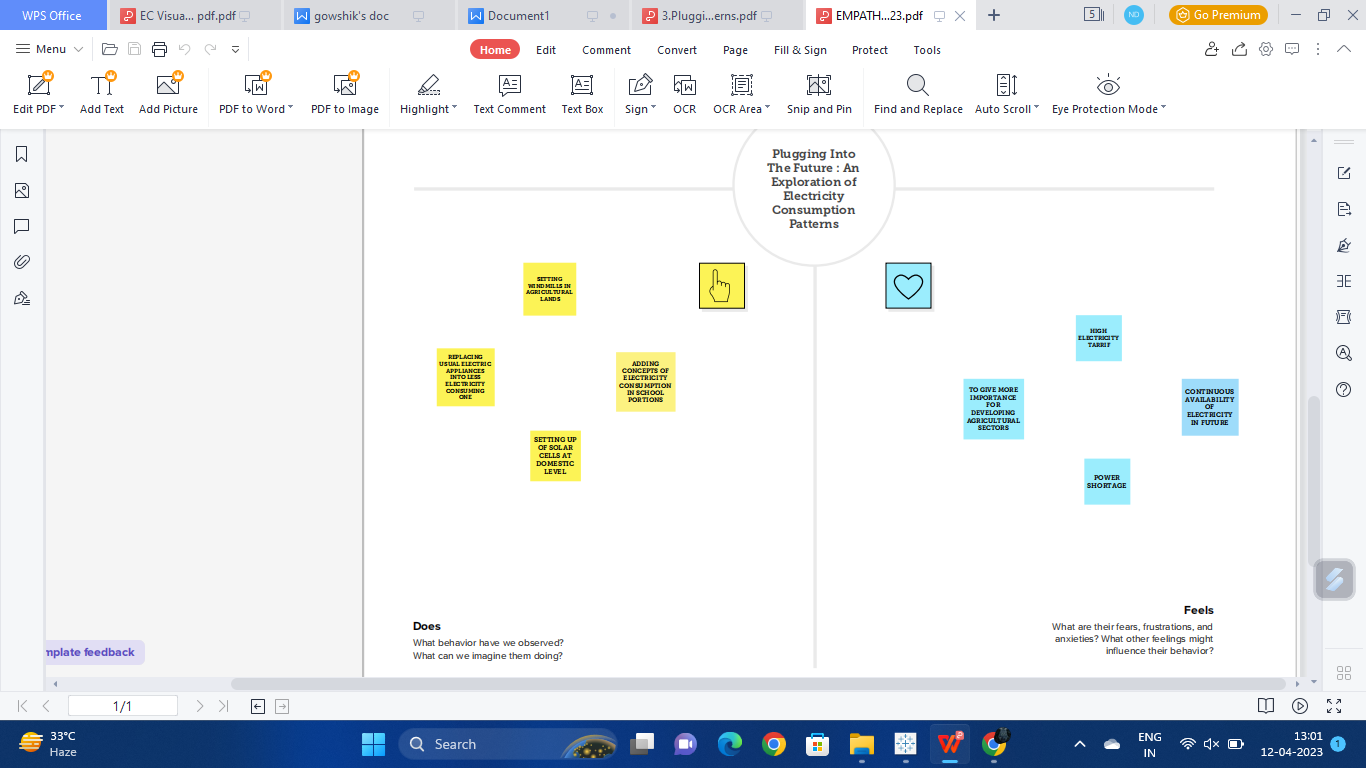 WPS Office
EC Visua... pdf.pdf
gowshik's doc
Document1
3.Pluggi...erns.pdf
EMPATH...23.pdf
5
ND
Go Premium
Menu
Home
Edit
Comment
Convert
Page
Fill & Sign
Protect
Tools
Edit PDF
Add Text
Add Picture
PDF to Word
PDF to Image
Highlight
Text Comment
Text Box
Sign
OCR
OCR Area
Snip and Pin
Find and Replace
Auto Scroll
Eye Protection Mode
Plugging Into
The Future : An
Exploration of
Electricity
Consumption
Patterns
SETTING
WINDMILLS IN
AGRICULTURAL
LANDS
REPLACING
USUAL ELECTRIC
APPLIANCES
INTO LESS
ELECTRICITY
CONSUMING
ONE
ADDING
CONCEPTS OF
ELECTRICITY
CONSUMPTION
IN SCHOOL
PORTIONS
SETTING UP
OF SOLAR
CELLS AT
DOMESTIC
LEVEL
HIGH
ELECTRICITY
TARRIF
TO GIVE MORE
IMPORTANCE
FOR
DEVELOPING
AGRICULTURAL
SECTORS
CONTINUOUS
AVAILABILITY
OF
ELECTRICITY
IN FUTURE
POWER
SHORTAGE
Does
What behavior have we observed?
What can we imagine them doing?
Feels
What are their fears, frustrations, and
anxieties? What other feelings might
influence their behavior?
mplate feedback
1/1
33°C
Haze
Search
ENG
IN
13:01
12-04-2023
1